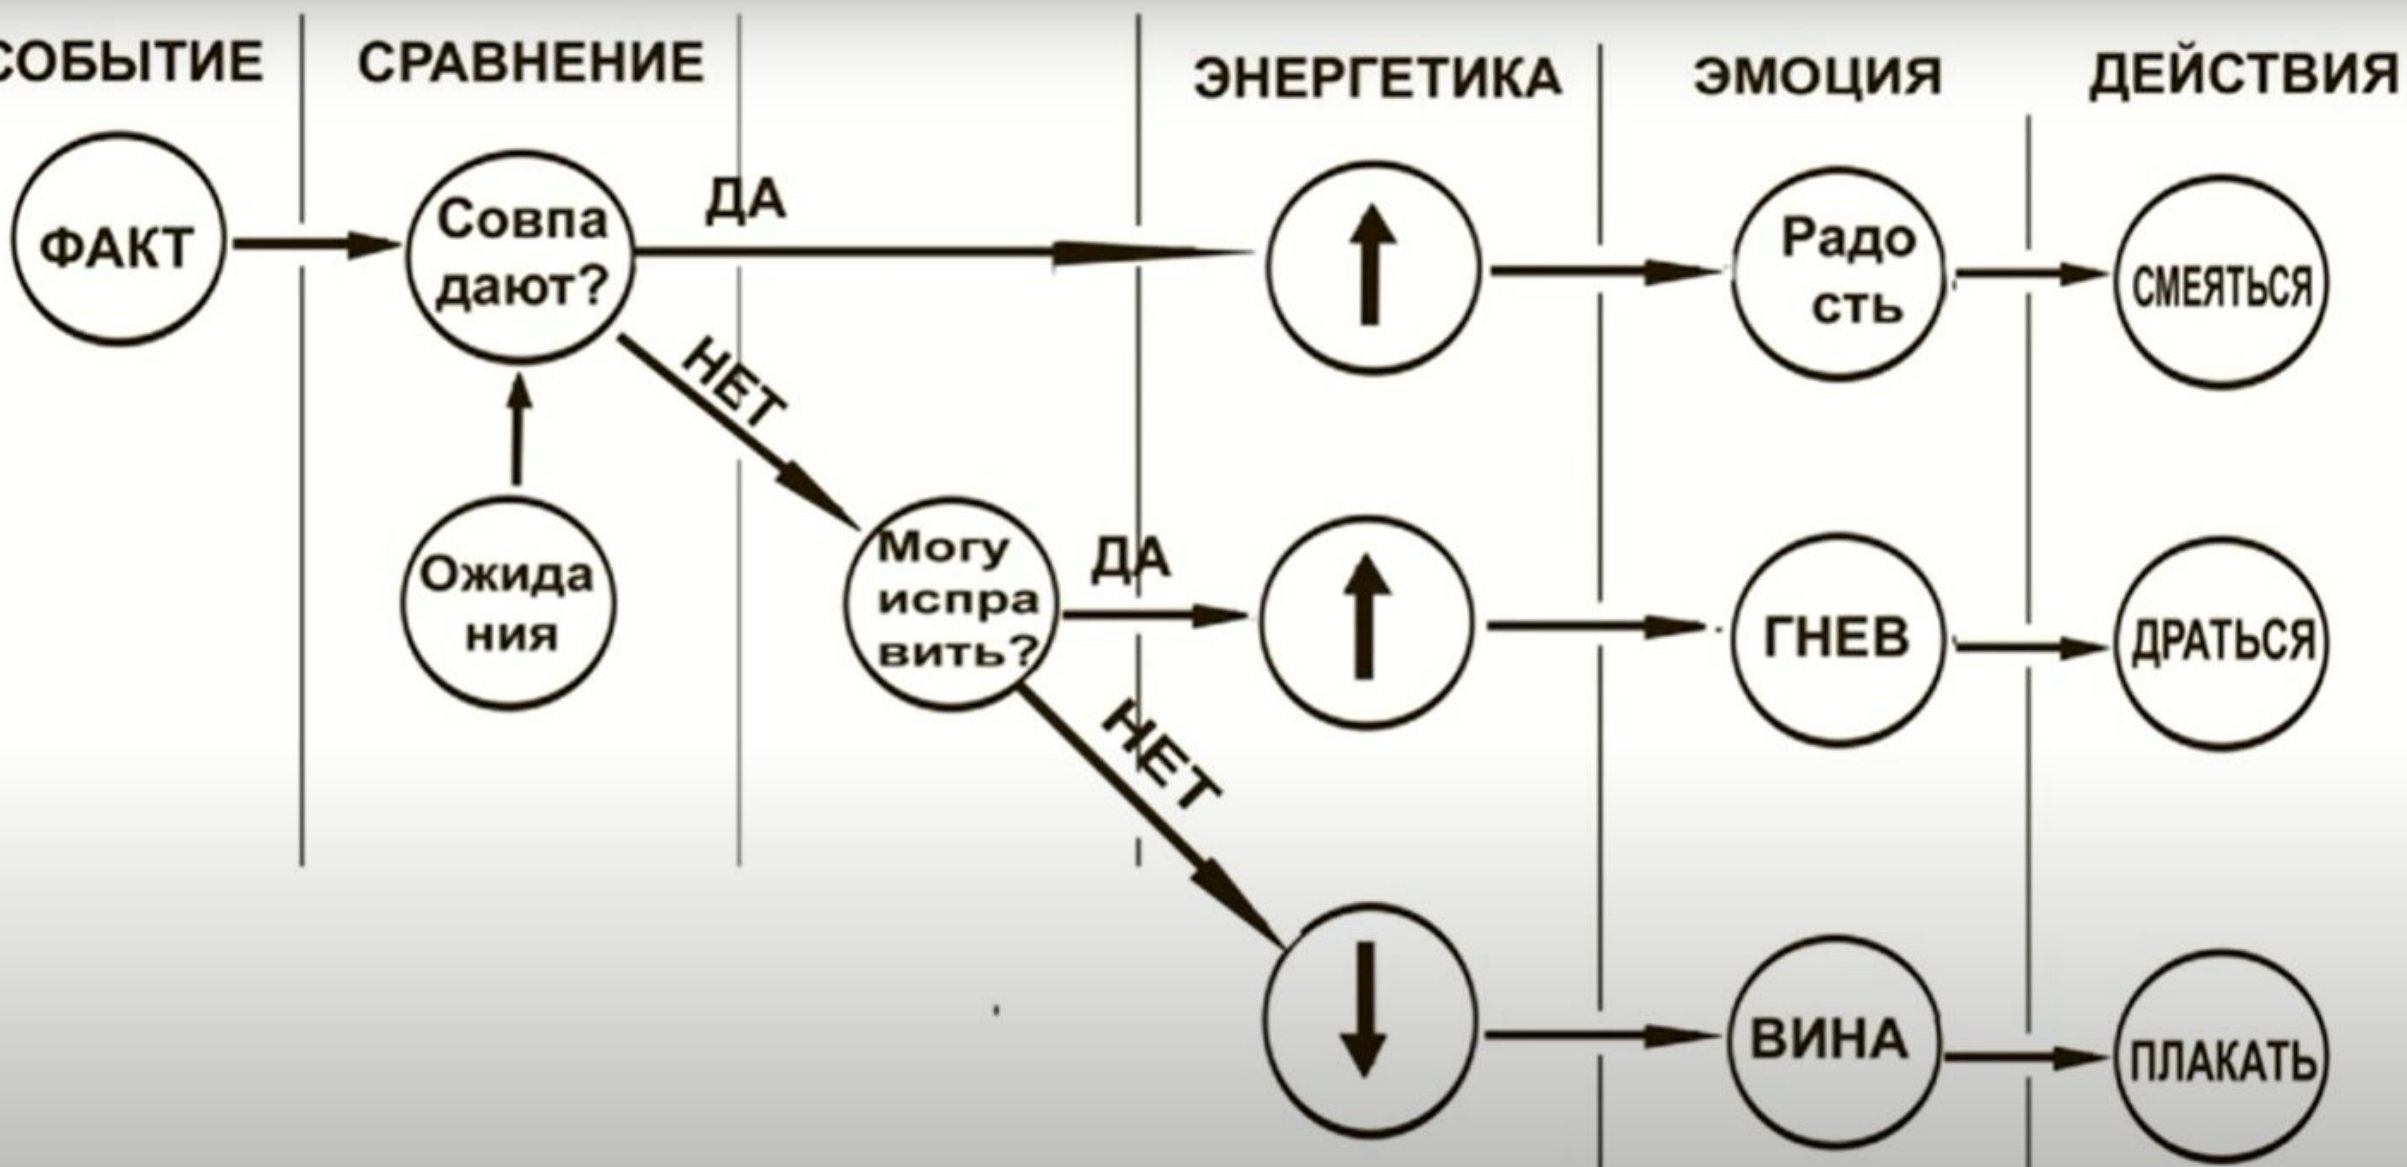 СОБЫТИЕ
СРАВНЕНИЕ
ЭНЕРГЕТИКА
ЭМОЦИЯ
ДЕЙСТВИЯ
ФАКТ
Совпа
дают?
ДА
Радо
сть
СМЕЯТЬСЯ
НЕТ
Ожида
ния
Могу
испра
вить?
ДА
ГНЕВ
ДРАТЬСЯ
НЕТ
ВИНА
ПЛАКАТЬ